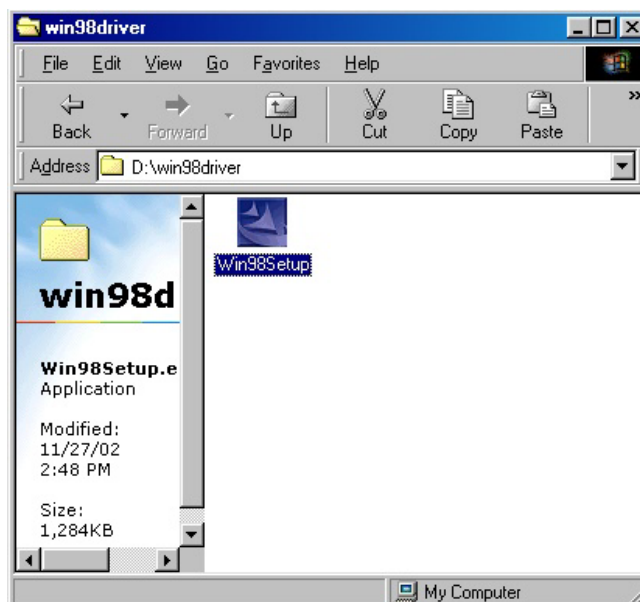 win98driver
File Edit View Go Favorites Help
Back Forward Up Cut Copy Paste »
Address D:\win98driver
Win98Setup
win98d
Win98Setup.e
Application
Modified:
11/27/02
2:48 PM
Size:
1,284KB
My Computer